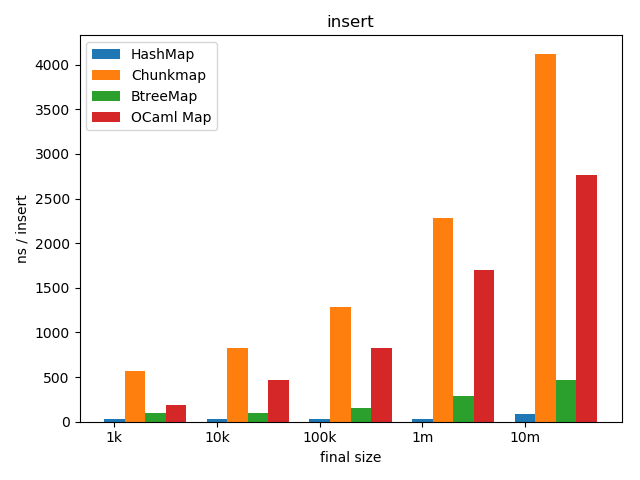 insert
HashMap
Chunkmap
BtreeMap
OCaml Map
4000
3500
3000
2500
2000
1500
1000
500
0
ns / insert
1k 10k 100k 1m 10m
final size